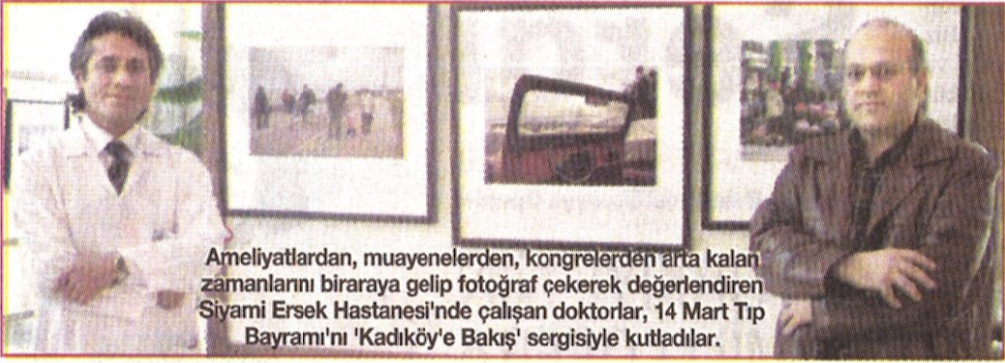 Ameliyatlardan, muayenelerden, kongrelerden arta kalan
zamanlarını biraraya gelip fotoğraf çekerek değerlendiren
Siyami Ersek Hastanesi'nde çalışan doktorlar, 14 Mart Tıp
Bayramı'nı 'Kadıköy'e Bakış' sergisiyle kutladılar.